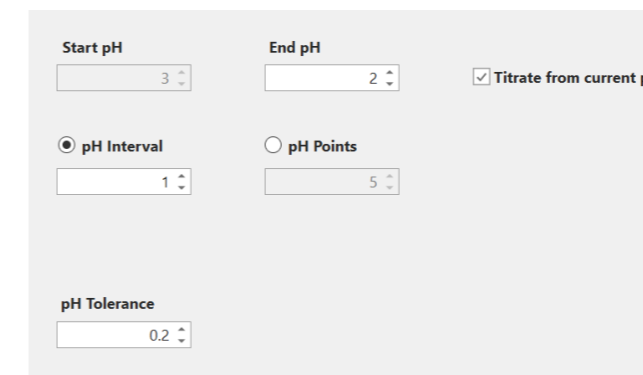 Start pH End pH
3 2 Titrate from current
pH Interval pH Points
1 5
pH Tolerance
0.2